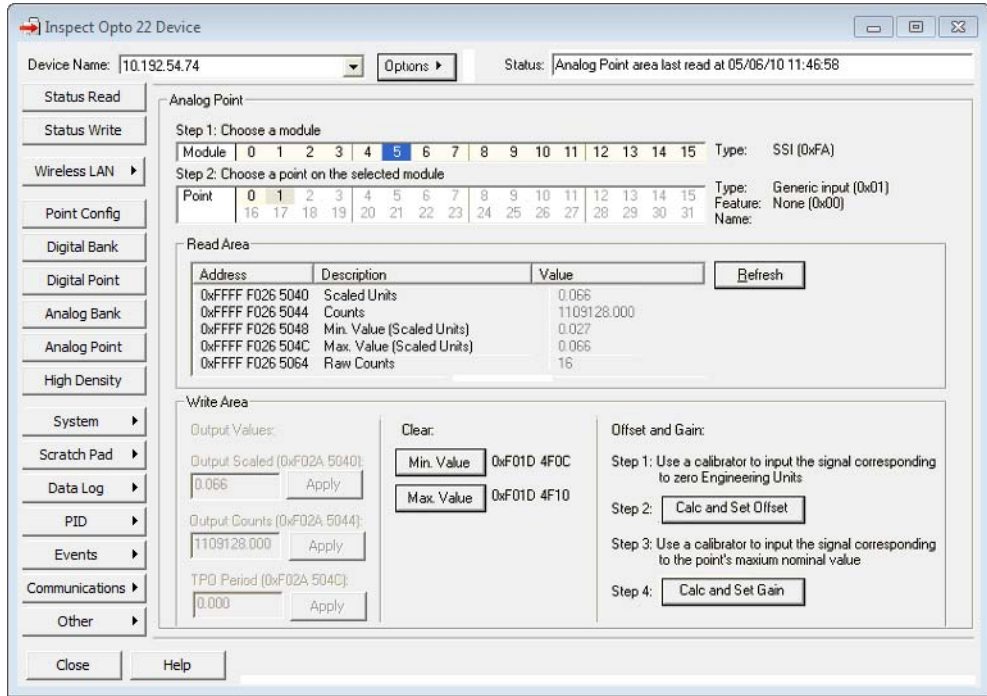 Inspect Opto 22 Device
Device Name: 10.192.54.74 Options Status: Analog Point area last read at 05/06/10 11:46:58
Status Read
Status Write
Wireless LAN
Point Config
Digital Bank
Digital Point
Analog Bank
Analog Point
High Density
System
Scratch Pad
Data Log
PID
Events
Communications
Other
Analog Point
Step 1: Choose a module
Module 0 1 2 3 4 5 6 7 8 9 10 11 12 13 14 15 Type: SSI (0xFA)
Step 2: Choose a point on the selected module
Point 0 1 2 3 4 5 6 7 8 9 10 11 12 13 14 15
16 17 18 19 20 21 22 23 24 25 26 27 28 29 30 31
Type: Generic input (0x01)
Feature: None (0x00)
Name:
Read Area
Address Description Value
0xFFFF F026 5040 Scaled Units 0.066
0xFFFF F026 5044 Counts 1109128.000
0xFFFF F026 5048 Min. Value (Scaled Units) 0.027
0xFFFF F026 504C Max. Value (Scaled Units) 0.066
0xFFFF F026 5064 Raw Counts 16
Refresh
Write Area
Output Values:
Output Scaled (0xF02A 5040):
0.066 Apply
Output Counts (0xF02A 5044):
1109128.000 Apply
TPO Period (0xF02A 504C):
0.000 Apply
Clear:
Min. Value 0xF01D 4F0C
Max. Value 0xF01D 4F10
Offset and Gain:
Step 1: Use a calibrator to input the signal corresponding
to zero Engineering Units
Step 2: Calc and Set Offset
Step 3: Use a calibrator to input the signal corresponding
to the point's maxium nominal value
Step 4: Calc and Set Gain
Close Help